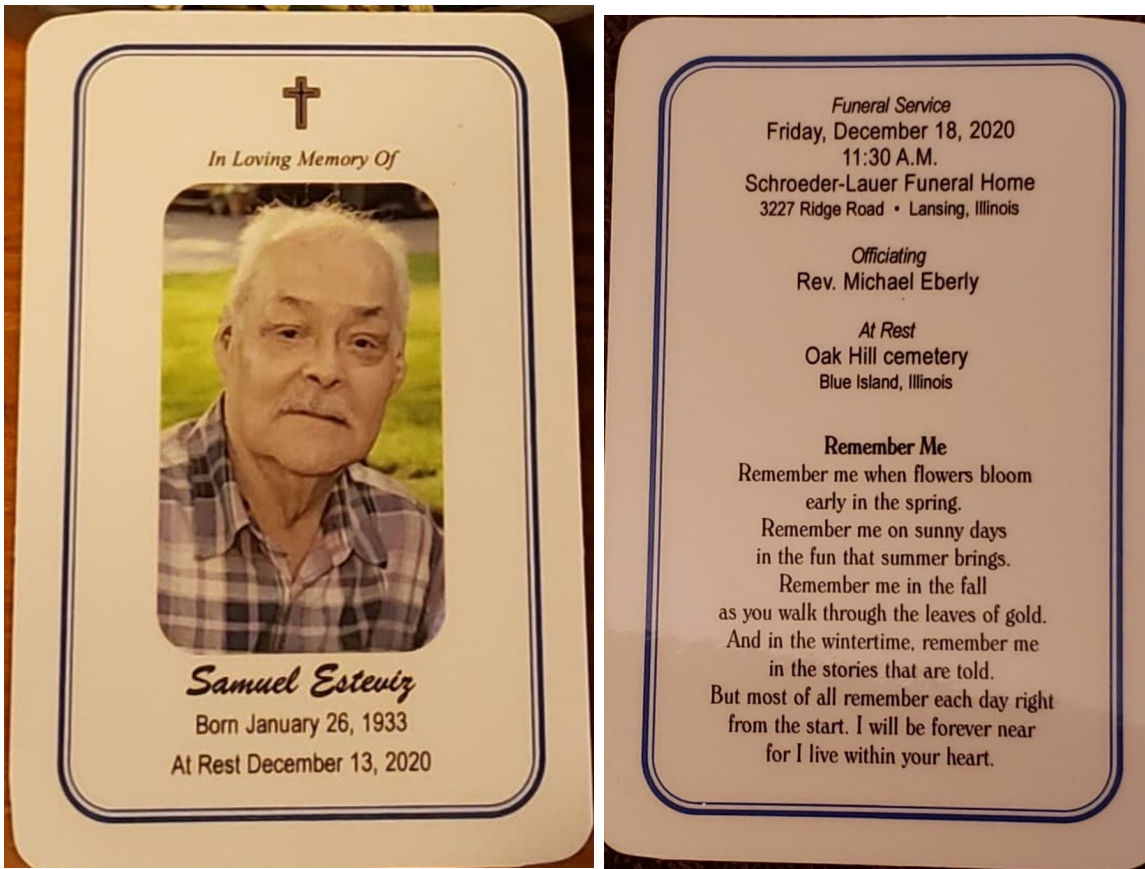 In Loving Memory Of
Samuel Esteviz
Born January 26, 1933
At Rest December 13, 2020
Funeral Service
Friday, December 18, 2020
11:30 A.M.
Schroeder-Lauer Funeral Home
3227 Ridge Road • Lansing, Illinois
Officiating
Rev. Michael Eberly
At Rest
Oak Hill cemetery
Blue Island, Illinois
Remember Me
Remember me when flowers bloom
early in the spring.
Remember me on sunny days
in the fun that summer brings.
Remember me in the fall
as you walk through the leaves of gold.
And in the wintertime, remember me
in the stories that are told.
But most of all remember each day right
from the start. I will be forever near
for I live within your heart.